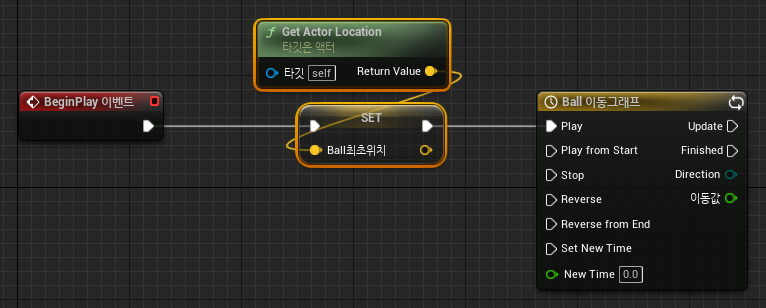 Get Actor Location
타깃은 액터
타깃 self Return Value
BeginPlay 이벤트
SET
Ball최초위치
Ball 이동그래프
Play Update
Play from Start Finished
Stop Direction
Reverse 이동값
Reverse from End
Set New Time
New Time 0.0